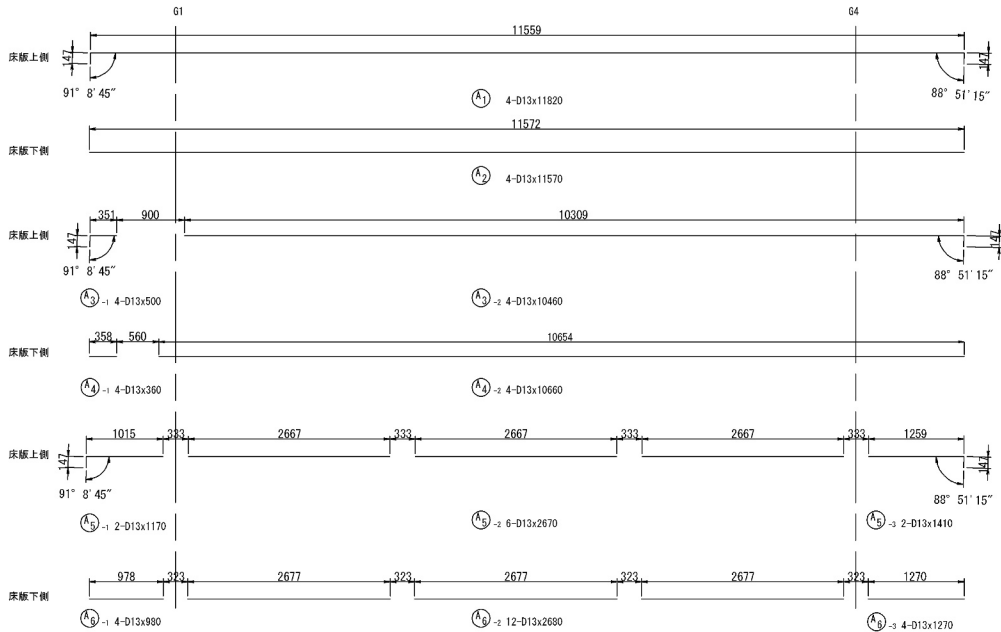 G1 G4
11559
床版上側 147 147
91° 8′45″ 88° 51′15″
A1 4-D13x11820
11572
床版下側
A2 4-D13x11570
351 900 10309
床版上側 147 147
91° 8′45″ 88° 51′15″
A3 -1 4-D13x500 A3 -2 4-D13x10460
358 560 10654
床版下側
A4 -1 4-D13x360 A4 -2 4-D13x10660
1015 333 2667 333 2667 333 2667 333 1259
床版上側 147 147
91° 8′45″ 88° 51′15″
A5 -1 2-D13x1170 A5 -2 6-D13x2670 A5 -3 2-D13x1410
978 323 2677 323 2677 323 2677 323 1270
床版下側
A6 -1 4-D13x980 A6 -2 12-D13x2680 A6 -3 4-D13x1270